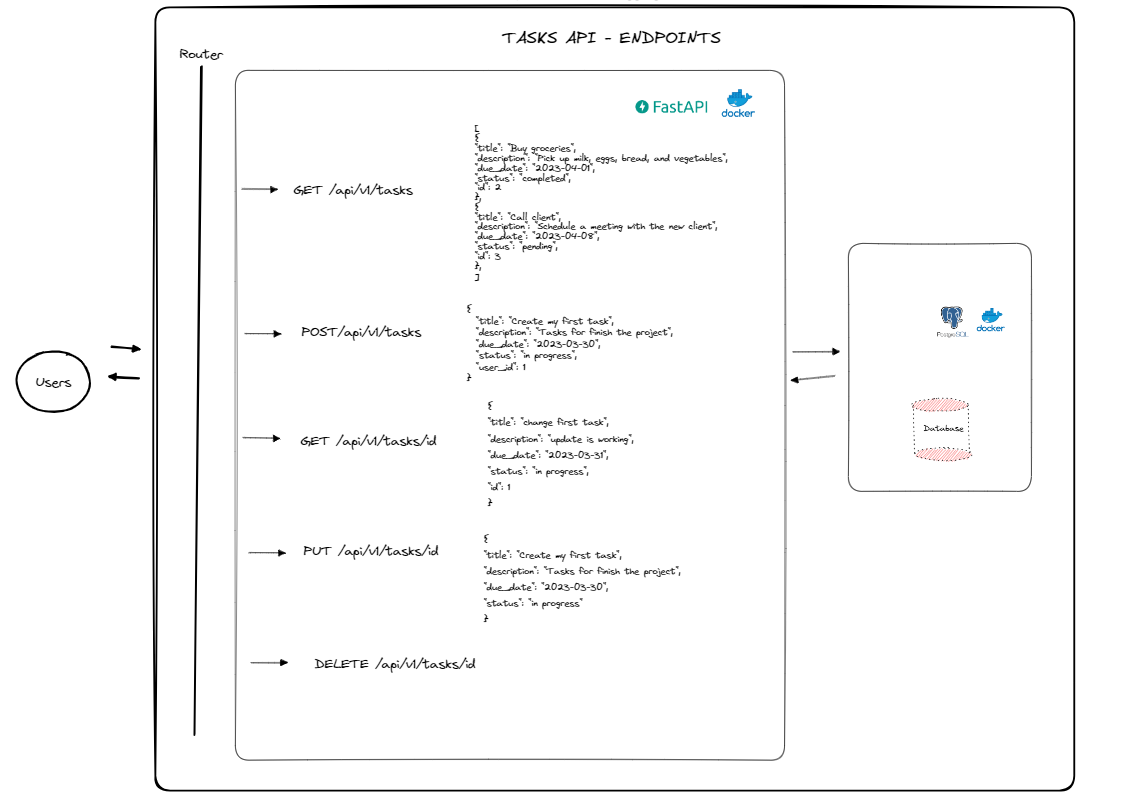 TASKS API - ENDPOINTS
Router
FastAPI
docker
GET /api/v1/tasks
[
{
"title": "Buy groceries",
"description": "Pick up milk, eggs, bread, and vegetables",
"due_date": "2023-04-01",
"status": "completed",
"id": 2
},
{
"title": "Call client",
"description": "Schedule a meeting with the new client",
"due_date": "2023-04-08",
"status": "pending",
"id": 3
},
]
POST/api/v1/tasks
{
"title": "Create my first task",
"description": "Tasks for finish the project",
"due_date": "2023-03-30",
"status": "in progress",
"user_id": 1
}
GET /api/v1/tasks/id
{
"title": "change first task",
"description": "update is working",
"due_date": "2023-03-31",
"status": "in progress",
"id": 1
}
PUT /api/v1/tasks/id
{
"title": "Create my first task",
"description": "Tasks for finish the project",
"due_date": "2023-03-30",
"status": "in progress"
}
DELETE /api/v1/tasks/id
Users
PostgreSQL
docker
Database